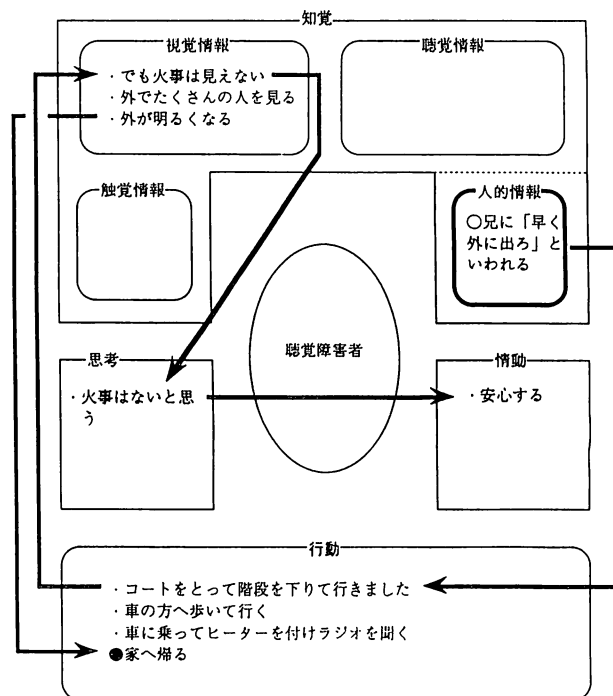 知覚
視覚情報
聴覚情報
・でも火事は見えない
・外でたくさんの人を見る
・外が明るくなる
触覚情報
人的情報
○兄に「早く
外に出ろ」と
いわれる
聴覚障害者
思考
情動
・火事はないと思
う
・安心する
行動
・コートをとって階段を下りて行きました
・車の方へ歩いて行く
・車に乗ってヒーターを付けラジオを聞く
●家へ帰る